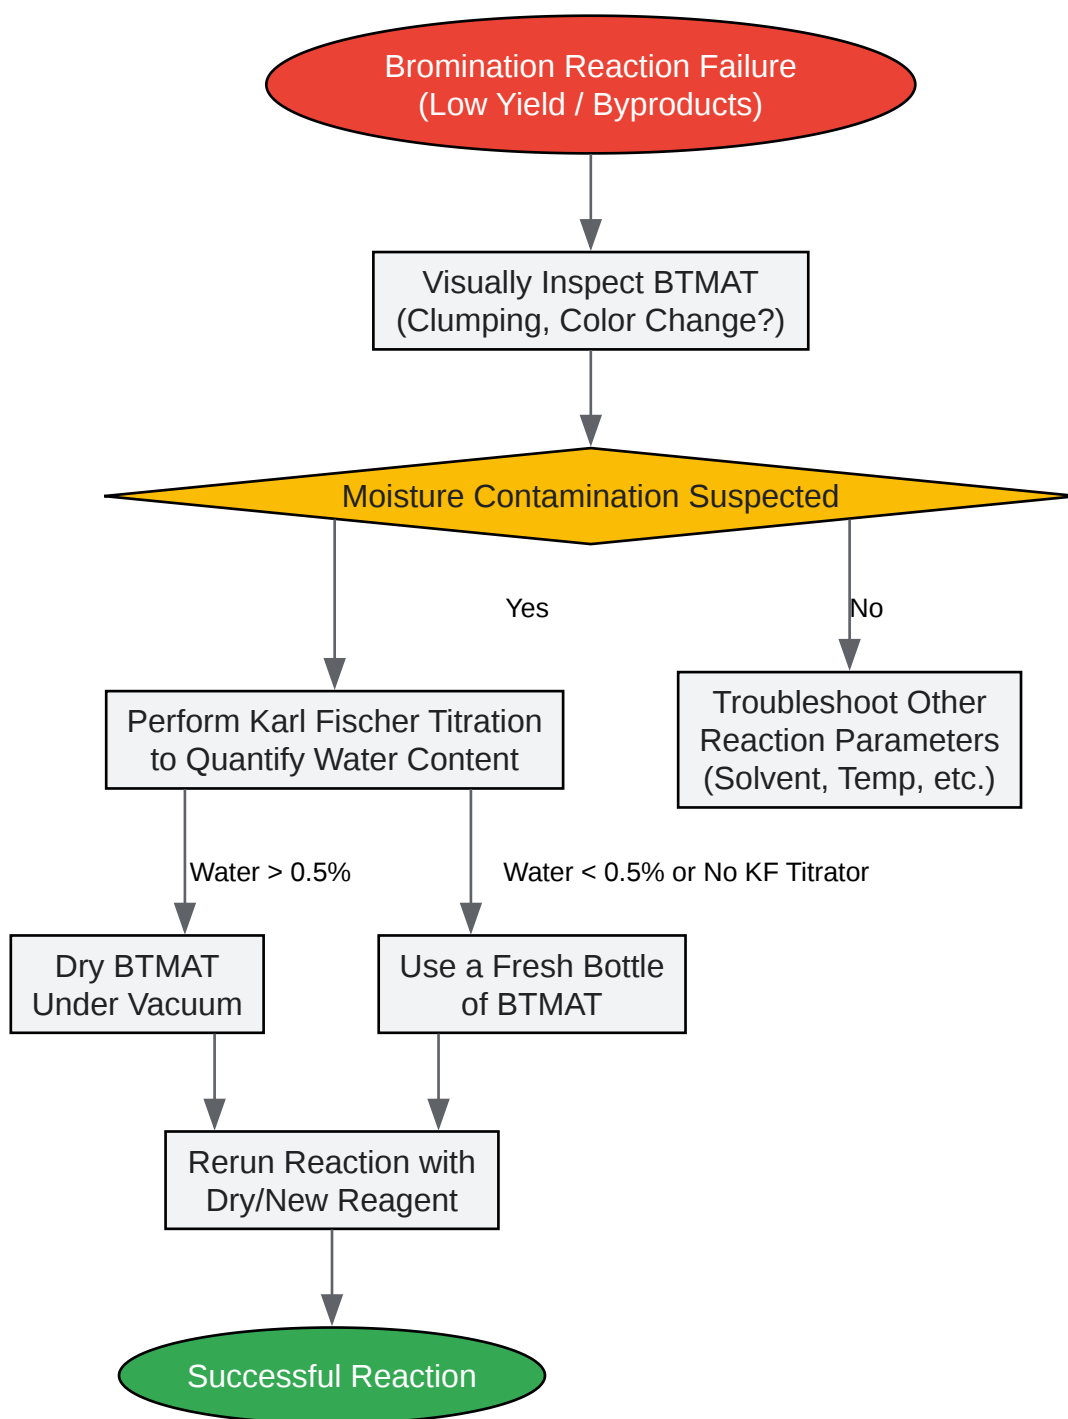 Bromination Reaction Failure
(Low Yield / Byproducts)
Visually Inspect BTMAT
(Clumping, Color Change?)
Moisture Contamination Suspected
Yes
No
Perform Karl Fischer Titration
to Quantify Water Content
Troubleshoot Other
Reaction Parameters
(Solvent, Temp, etc.)
Water > 0.5%
Water < 0.5% or No KF Titrator
Dry BTMAT
Under Vacuum
Use a Fresh Bottle
of BTMAT
Rerun Reaction with
Dry/New Reagent
Successful Reaction